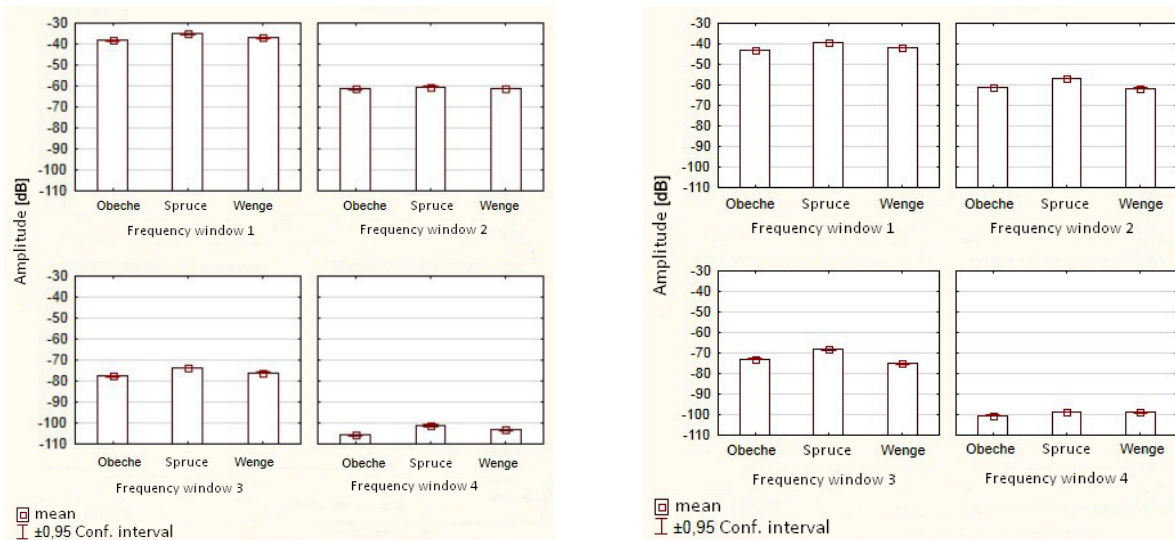 -30
-40
-50
-60
-70
-80
-90
-100
-110
Amplitude [dB]
Obeche Spruce Wenge
Frequency window 1
Obeche Spruce Wenge
Frequency window 2
-30
-40
-50
-60
-70
-80
-90
-100
-110
Obeche Spruce Wenge
Frequency window 3
Obeche Spruce Wenge
Frequency window 4
mean
±0,95 Conf. interval
-30
-40
-50
-60
-70
-80
-90
-100
-110
Amplitude [dB]
Obeche Spruce Wenge
Frequency window 1
Obeche Spruce Wenge
Frequency window 2
-30
-40
-50
-60
-70
-80
-90
-100
-110
Obeche Spruce Wenge
Frequency window 3
Obeche Spruce Wenge
Frequency window 4
mean
±0,95 Conf. interval